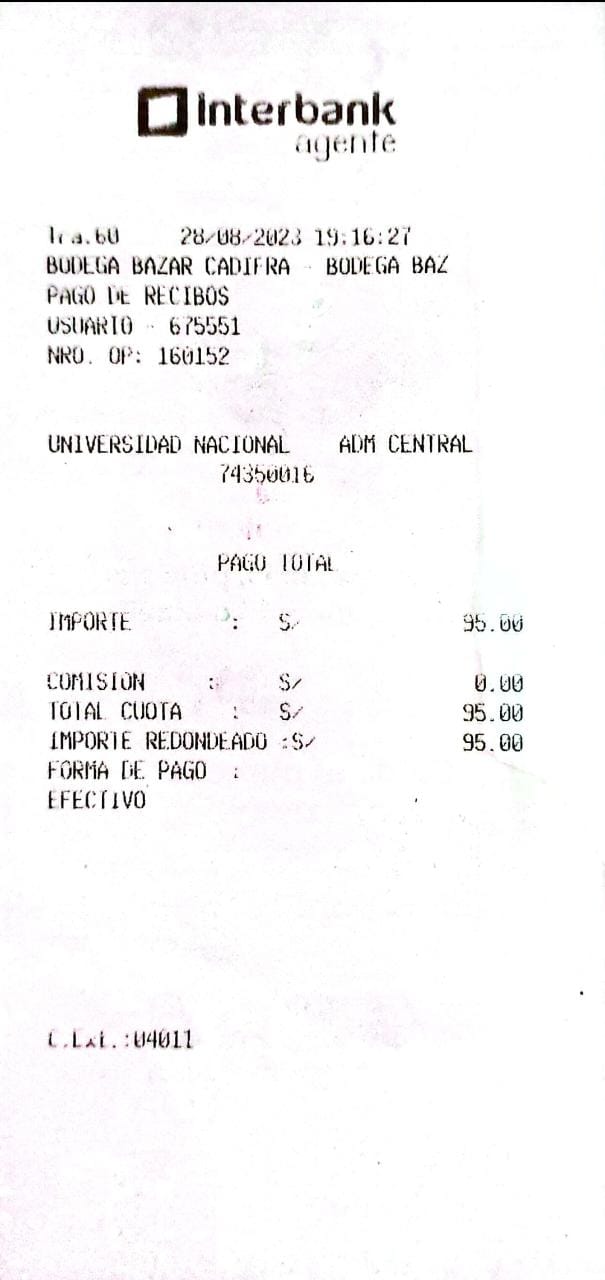 Interbank
agente
Tra.60 28/08/2023 19:16:27
BODEGA BAZAR CADIFRA - BODEGA BAZ
PAGO DE RECIBOS
USUARIO - 675551
NRO. OP: 160152
UNIVERSIDAD NACIONAL ADM CENTRAL
74350016
PAGO TOTAL
IMPORTE : S/ 95.00
COMISION : S/ 0.00
TOTAL CUOTA : S/ 95.00
IMPORTE REDONDEADO :S/ 95.00
FORMA DE PAGO :
EFECTIVO
C.Ext.:04011